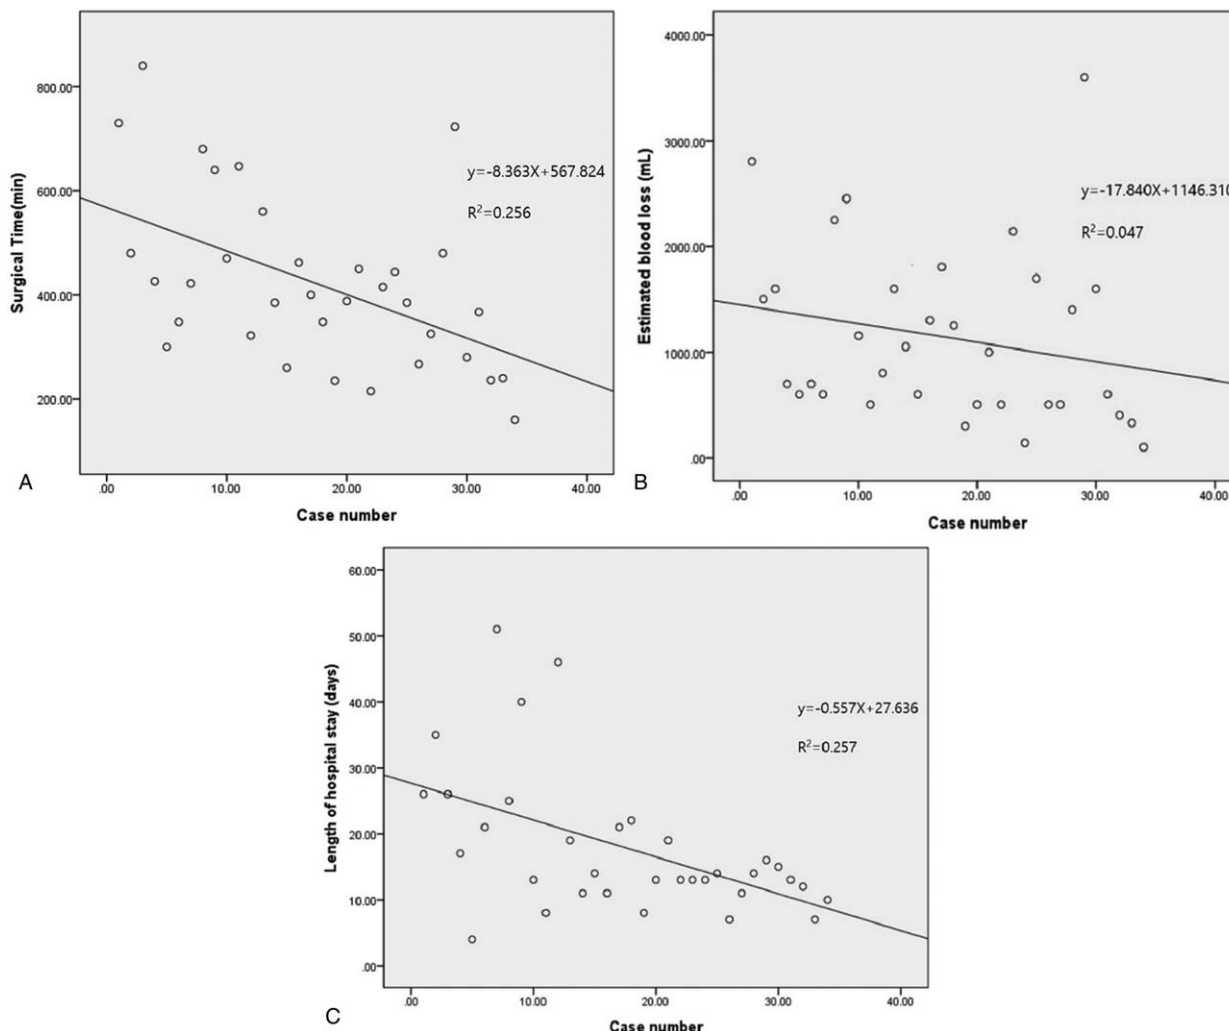 800.00
600.00
400.00
200.00
Surgical Time(min)
y=-8.363X+567.824
R²=0.256
.00 10.00 20.00 30.00 40.00
Case number
A
4000.00
3000.00
2000.00
1000.00
.00
Estimated blood loss (mL)
y=-17.840X+1146.310
R²=0.047
.00 10.00 20.00 30.00 40.00
Case number
B
60.00
50.00
40.00
30.00
20.00
10.00
.00
Length of hospital stay (days)
y=-0.557X+27.636
R²=0.257
.00 10.00 20.00 30.00 40.00
Case number
C